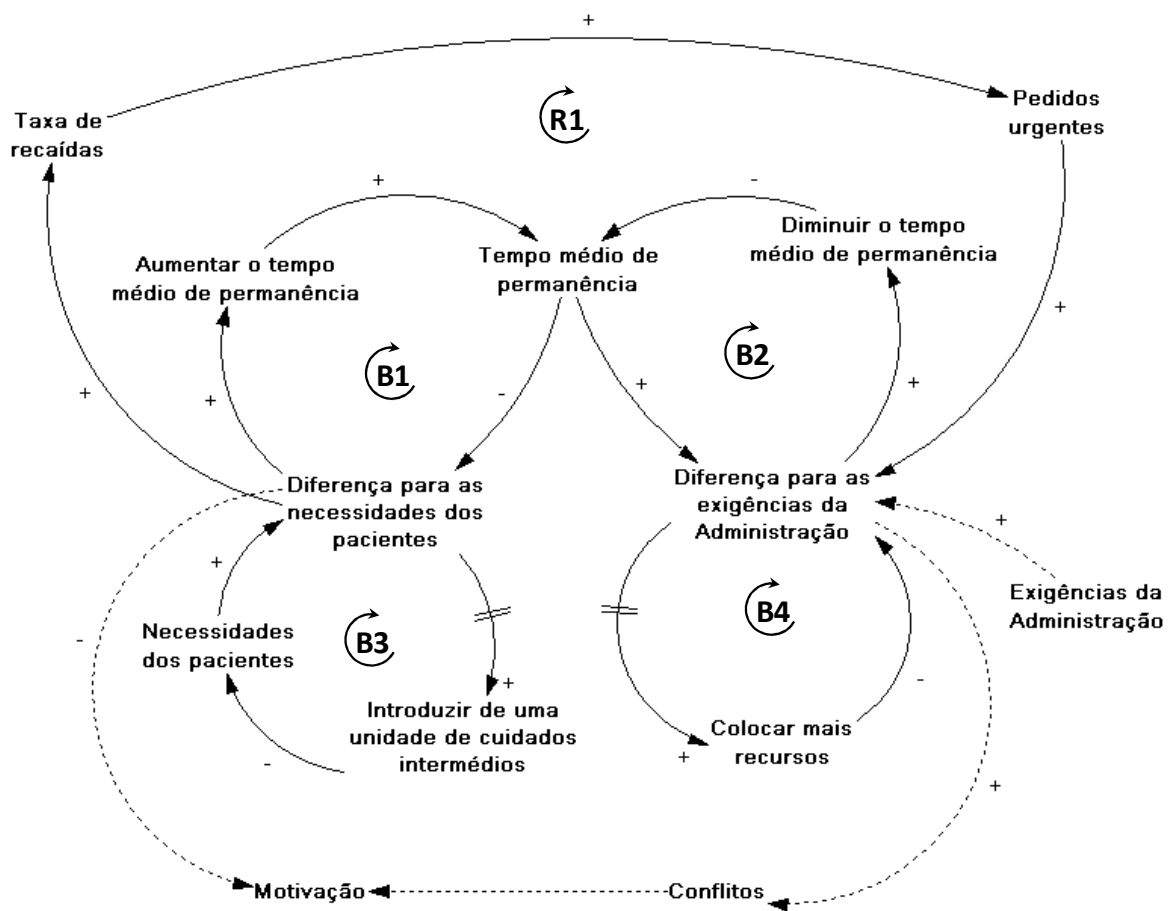 +
R1
Taxa de
recaídas
Pedidos
urgentes
+
-
Aumentar o tempo
médio de permanência
Tempo médio de
permanência
Diminuir o tempo
médio de permanência
+
B1
B2
+
+
-
+
+
Diferença para as
necessidades dos
pacientes
Diferença para as
exigências da
Administração
+
+
Exigências da
Administração
-
Necessidades
dos pacientes
B3
B4
-
+
Introduzir de uma
unidade de cuidados
intermédios
-
+
Colocar mais
recursos
+
Motivação
Conflitos